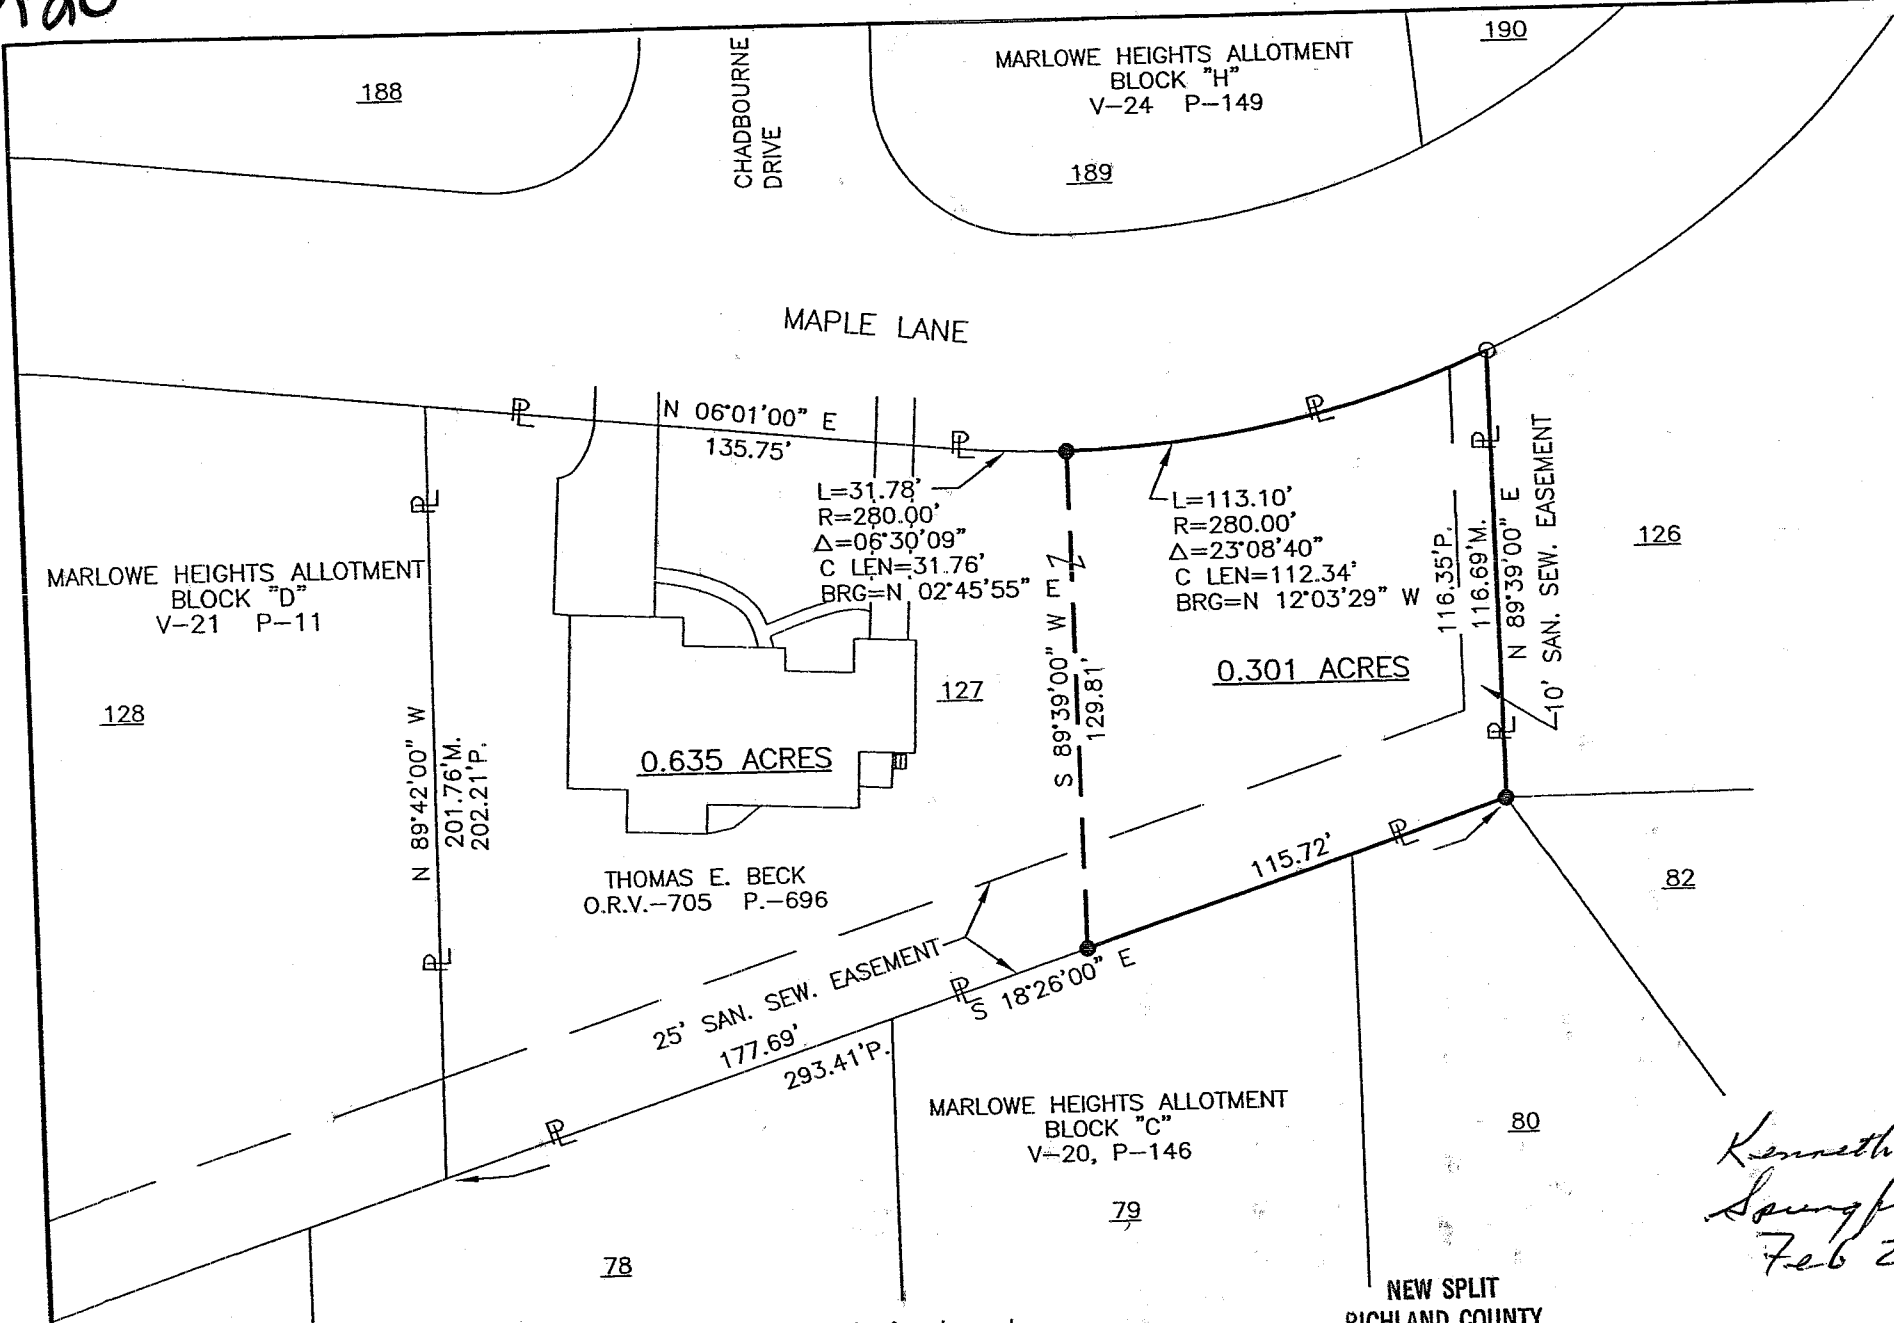 188
CHADBOURNE
DRIVE
MARLOWE HEIGHTS ALLOTMENT
BLOCK "H"
V-24 P-149
190
189
MAPLE LANE
N 06°01'00" E
135.75'
L=31.78'
R=280.00'
Δ=06°30'09"
C LEN=31.76'
BRG=N 02°45'55" E
L=113.10'
R=280.00'
Δ=23°08'40"
C LEN=112.34'
BRG=N 12°03'29" W
116.35'P.
116.69'M.
N 89°39'00" E
10' SAN. SEW. EASEMENT
126
MARLOWE HEIGHTS ALLOTMENT
BLOCK "D"
V-21 P-11
128
N 89°42'00" W
201.76'M.
202.21'P.
0.635 ACRES
127
S 89°39'00" W
129.81'
0.301 ACRES
THOMAS E. BECK
O.R.V.-705 P.-696
115.72'
82
25' SAN. SEW. EASEMENT
S 18°26'00" E
177.69'
293.41'P.
MARLOWE HEIGHTS ALLOTMENT
BLOCK "C"
V-20, P-146
80
79
78
Kenneth
Feb 2
NEW SPLIT
RICHLAND COUNTY